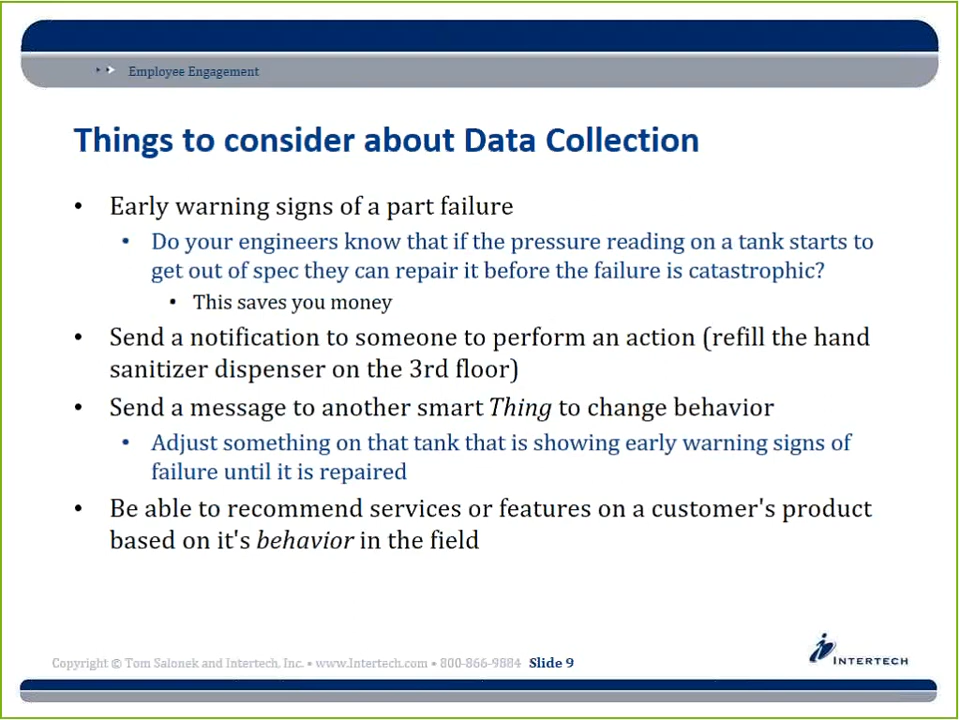 Employee Engagement
Things to consider about Data Collection
• Early warning signs of a part failure
• Do your engineers know that if the pressure reading on a tank starts to
get out of spec they can repair it before the failure is catastrophic?
• This saves you money
• Send a notification to someone to perform an action (refill the hand
sanitizer dispenser on the 3rd floor)
• Send a message to another smart Thing to change behavior
• Adjust something on that tank that is showing early warning signs of
failure until it is repaired
• Be able to recommend services or features on a customer's product
based on it's behavior in the field
Copyright © Tom Salonek and Intertech, Inc. • www.Intertech.com • 800-866-9884 Slide 9
INTERTECH